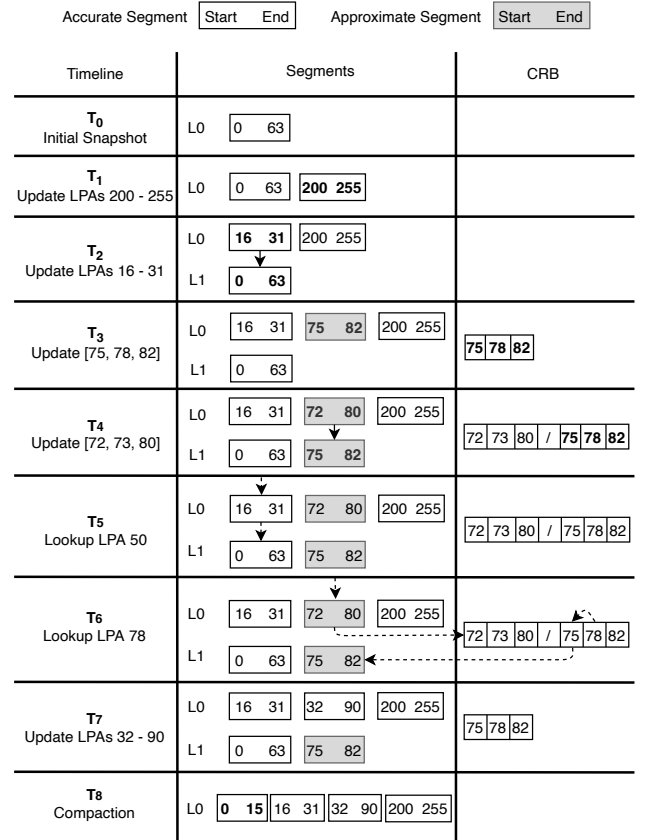 Accurate Segment Start End Approximate Segment Start End
Timeline Segments CRB
T0
Initial Snapshot
L0 0 63
T1
Update LPAs 200 - 255
L0 0 63 200 255
T2
Update LPAs 16 - 31
L0 16 31 200 255
L1 0 63
T3
Update [75, 78, 82]
L0 16 31 75 82 200 255
L1 0 63
75 78 82
T4
Update [72, 73, 80]
L0 16 31 72 80 200 255
L1 0 63 75 82
72 73 80 / 75 78 82
T5
Lookup LPA 50
L0 16 31 72 80 200 255
L1 0 63 75 82
72 73 80 / 75 78 82
T6
Lookup LPA 78
L0 16 31 72 80 200 255
L1 0 63 75 82
72 73 80 / 75 78 82
T7
Update LPAs 32 - 90
L0 16 31 32 90 200 255
L1 0 63 75 82
75 78 82
T8
Compaction
L0 0 15 16 31 32 90 200 255